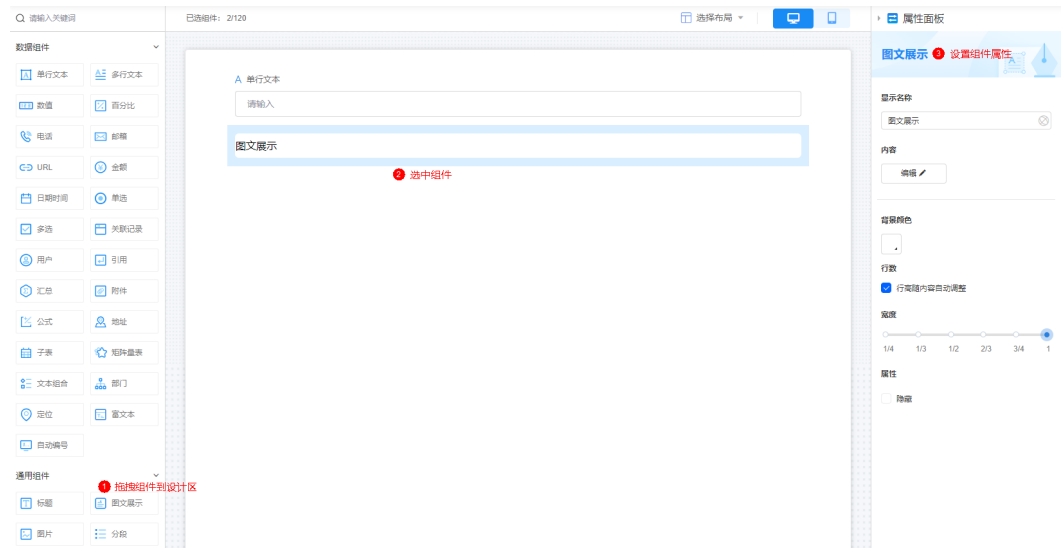 请输入关键词
已选组件: 2/120
选择布局
属性面板
数据组件
单行文本
多行文本
数值
百分比
电话
邮箱
URL
金额
日期时间
单选
多选
关联记录
用户
引用
汇总
附件
公式
地址
子表
矩阵量表
文本组合
部门
定位
富文本
自动编号
通用组件
1 拖拽组件到设计区
标题
图文展示
图片
分段
A 单行文本
请输入
图文展示
2 选中组件
图文展示 3 设置组件属性
显示名称
图文展示
内容
编辑
背景颜色
行数
行高随内容自动调整
宽度
1/4 1/3 1/2 2/3 3/4 1
属性
隐藏